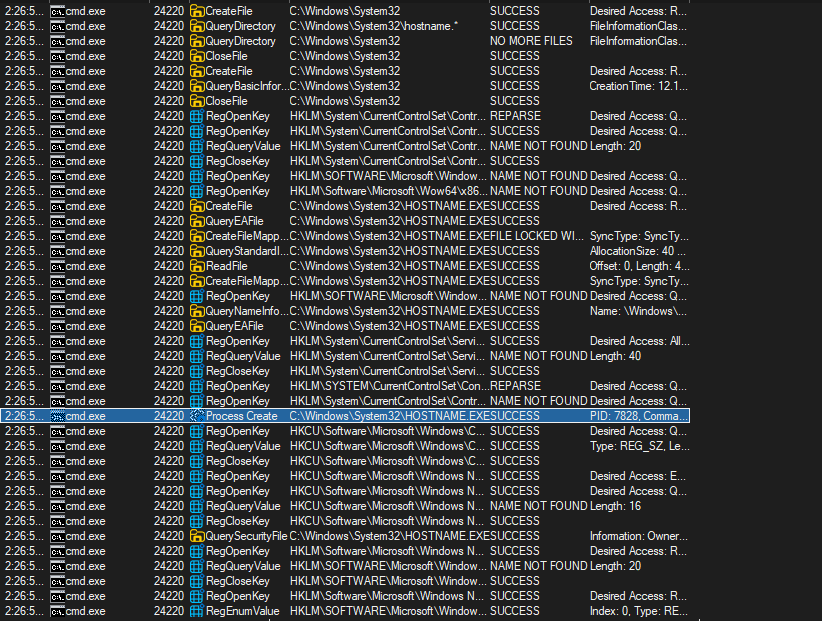 2:26:5... cmd.exe 24220 CreateFile C:\Windows\System32 SUCCESS Desired Access: R...
2:26:5... cmd.exe 24220 QueryDirectory C:\Windows\System32\hostname.* SUCCESS FileInformationClas...
2:26:5... cmd.exe 24220 QueryDirectory C:\Windows\System32 NO MORE FILES FileInformationClas...
2:26:5... cmd.exe 24220 CloseFile C:\Windows\System32 SUCCESS
2:26:5... cmd.exe 24220 CreateFile C:\Windows\System32 SUCCESS Desired Access: R...
2:26:5... cmd.exe 24220 QueryBasicInfor... C:\Windows\System32 SUCCESS CreationTime: 12.1...
2:26:5... cmd.exe 24220 CloseFile C:\Windows\System32 SUCCESS
2:26:5... cmd.exe 24220 RegOpenKey HKLM\System\CurrentControlSet\Contr... REPARSE Desired Access: Q...
2:26:5... cmd.exe 24220 RegOpenKey HKLM\System\CurrentControlSet\Contr... SUCCESS Desired Access: Q...
2:26:5... cmd.exe 24220 RegQueryValue HKLM\System\CurrentControlSet\Contr... NAME NOT FOUND Length: 20
2:26:5... cmd.exe 24220 RegCloseKey HKLM\System\CurrentControlSet\Contr... SUCCESS
2:26:5... cmd.exe 24220 RegOpenKey HKLM\SOFTWARE\Microsoft\Window... NAME NOT FOUND Desired Access: Q...
2:26:5... cmd.exe 24220 RegOpenKey HKLM\Software\Microsoft\Wow64\x86... NAME NOT FOUND Desired Access: Q...
2:26:5... cmd.exe 24220 CreateFile C:\Windows\System32\HOSTNAME.EXE SUCCESS Desired Access: R...
2:26:5... cmd.exe 24220 QueryEAFile C:\Windows\System32\HOSTNAME.EXE SUCCESS
2:26:5... cmd.exe 24220 CreateFileMapp... C:\Windows\System32\HOSTNAME.EXE FILE LOCKED WI... SyncType: SyncTy...
2:26:5... cmd.exe 24220 QueryStandardI... C:\Windows\System32\HOSTNAME.EXE SUCCESS AllocationSize: 40 ...
2:26:5... cmd.exe 24220 ReadFile C:\Windows\System32\HOSTNAME.EXE SUCCESS Offset: 0, Length: 4...
2:26:5... cmd.exe 24220 CreateFileMapp... C:\Windows\System32\HOSTNAME.EXE SUCCESS SyncType: SyncTy...
2:26:5... cmd.exe 24220 RegOpenKey HKLM\SOFTWARE\Microsoft\Window... NAME NOT FOUND Desired Access: Q...
2:26:5... cmd.exe 24220 QueryNameInfo... C:\Windows\System32\HOSTNAME.EXE SUCCESS Name: \Windows\...
2:26:5... cmd.exe 24220 QueryEAFile C:\Windows\System32\HOSTNAME.EXE SUCCESS
2:26:5... cmd.exe 24220 RegOpenKey HKLM\System\CurrentControlSet\Servi... SUCCESS Desired Access: All...
2:26:5... cmd.exe 24220 RegQueryValue HKLM\System\CurrentControlSet\Servi... NAME NOT FOUND Length: 40
2:26:5... cmd.exe 24220 RegCloseKey HKLM\System\CurrentControlSet\Servi... SUCCESS
2:26:5... cmd.exe 24220 RegOpenKey HKLM\SYSTEM\CurrentControlSet\Con... REPARSE Desired Access: Q...
2:26:5... cmd.exe 24220 RegOpenKey HKLM\System\CurrentControlSet\Contr... NAME NOT FOUND Desired Access: Q...
2:26:5... cmd.exe 24220 Process Create C:\Windows\System32\HOSTNAME.EXE SUCCESS PID: 7828, Comma...
2:26:5... cmd.exe 24220 RegOpenKey HKCU\Software\Microsoft\Windows\C... SUCCESS Desired Access: Q...
2:26:5... cmd.exe 24220 RegQueryValue HKCU\Software\Microsoft\Windows\C... SUCCESS Type: REG_SZ, Le...
2:26:5... cmd.exe 24220 RegCloseKey HKCU\Software\Microsoft\Windows\C... SUCCESS
2:26:5... cmd.exe 24220 RegOpenKey HKCU\Software\Microsoft\Windows N... SUCCESS Desired Access: E...
2:26:5... cmd.exe 24220 RegOpenKey HKCU\Software\Microsoft\Windows N... SUCCESS Desired Access: Q...
2:26:5... cmd.exe 24220 RegQueryValue HKCU\Software\Microsoft\Windows N... NAME NOT FOUND Length: 16
2:26:5... cmd.exe 24220 RegCloseKey HKCU\Software\Microsoft\Windows N... SUCCESS
2:26:5... cmd.exe 24220 QuerySecurityFile C:\Windows\System32\HOSTNAME.EXE SUCCESS Information: Owner...
2:26:5... cmd.exe 24220 RegOpenKey HKLM\Software\Microsoft\Windows N... SUCCESS Desired Access: R...
2:26:5... cmd.exe 24220 RegQueryValue HKLM\SOFTWARE\Microsoft\Window... NAME NOT FOUND Length: 20
2:26:5... cmd.exe 24220 RegCloseKey HKLM\SOFTWARE\Microsoft\Window... SUCCESS
2:26:5... cmd.exe 24220 RegOpenKey HKLM\Software\Microsoft\Windows N... SUCCESS Desired Access: R...
2:26:5... cmd.exe 24220 RegEnumValue HKLM\SOFTWARE\Microsoft\Window... SUCCESS Index: 0, Type: RE...